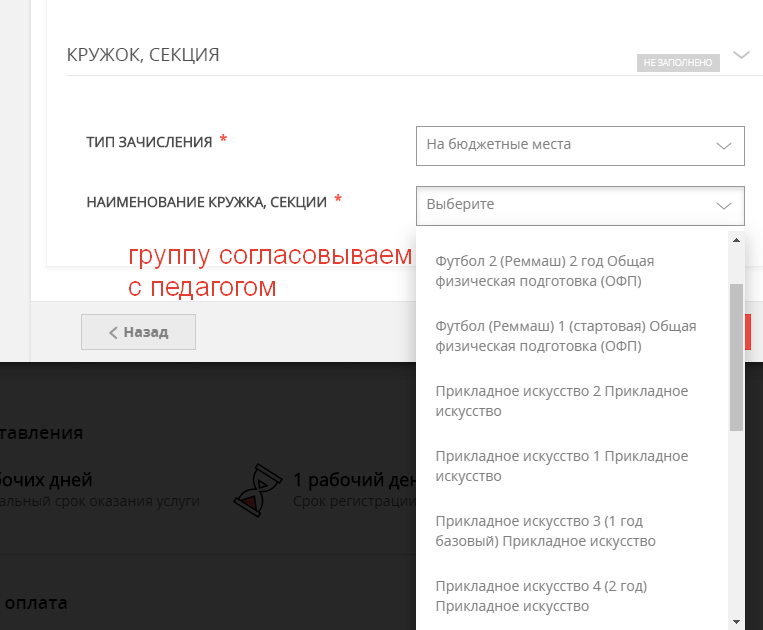 КРУЖОК, СЕКЦИЯ
НЕ ЗАПОЛНЕНО
ТИП ЗАЧИСЛЕНИЯ *
На бюджетные места
НАИМЕНОВАНИЕ КРУЖКА, СЕКЦИИ *
Выберите
группу согласовываем
с педагогом
Футбол 2 (Реммаш) 2 год Общая
физическая подготовка (ОФП)
Футбол (Реммаш) 1 (стартовая) Общая
физическая подготовка (ОФП)
Прикладное искусство 2 Прикладное
искусство
Прикладное искусство 1 Прикладное
искусство
Прикладное искусство 3 (1 год
базовый) Прикладное искусство
Прикладное искусство 4 (2 год)
Прикладное искусство
Назад
тавления
бочих дней
альный срок оказания услуги
1 рабочий ден
Срок регистрации
оплата